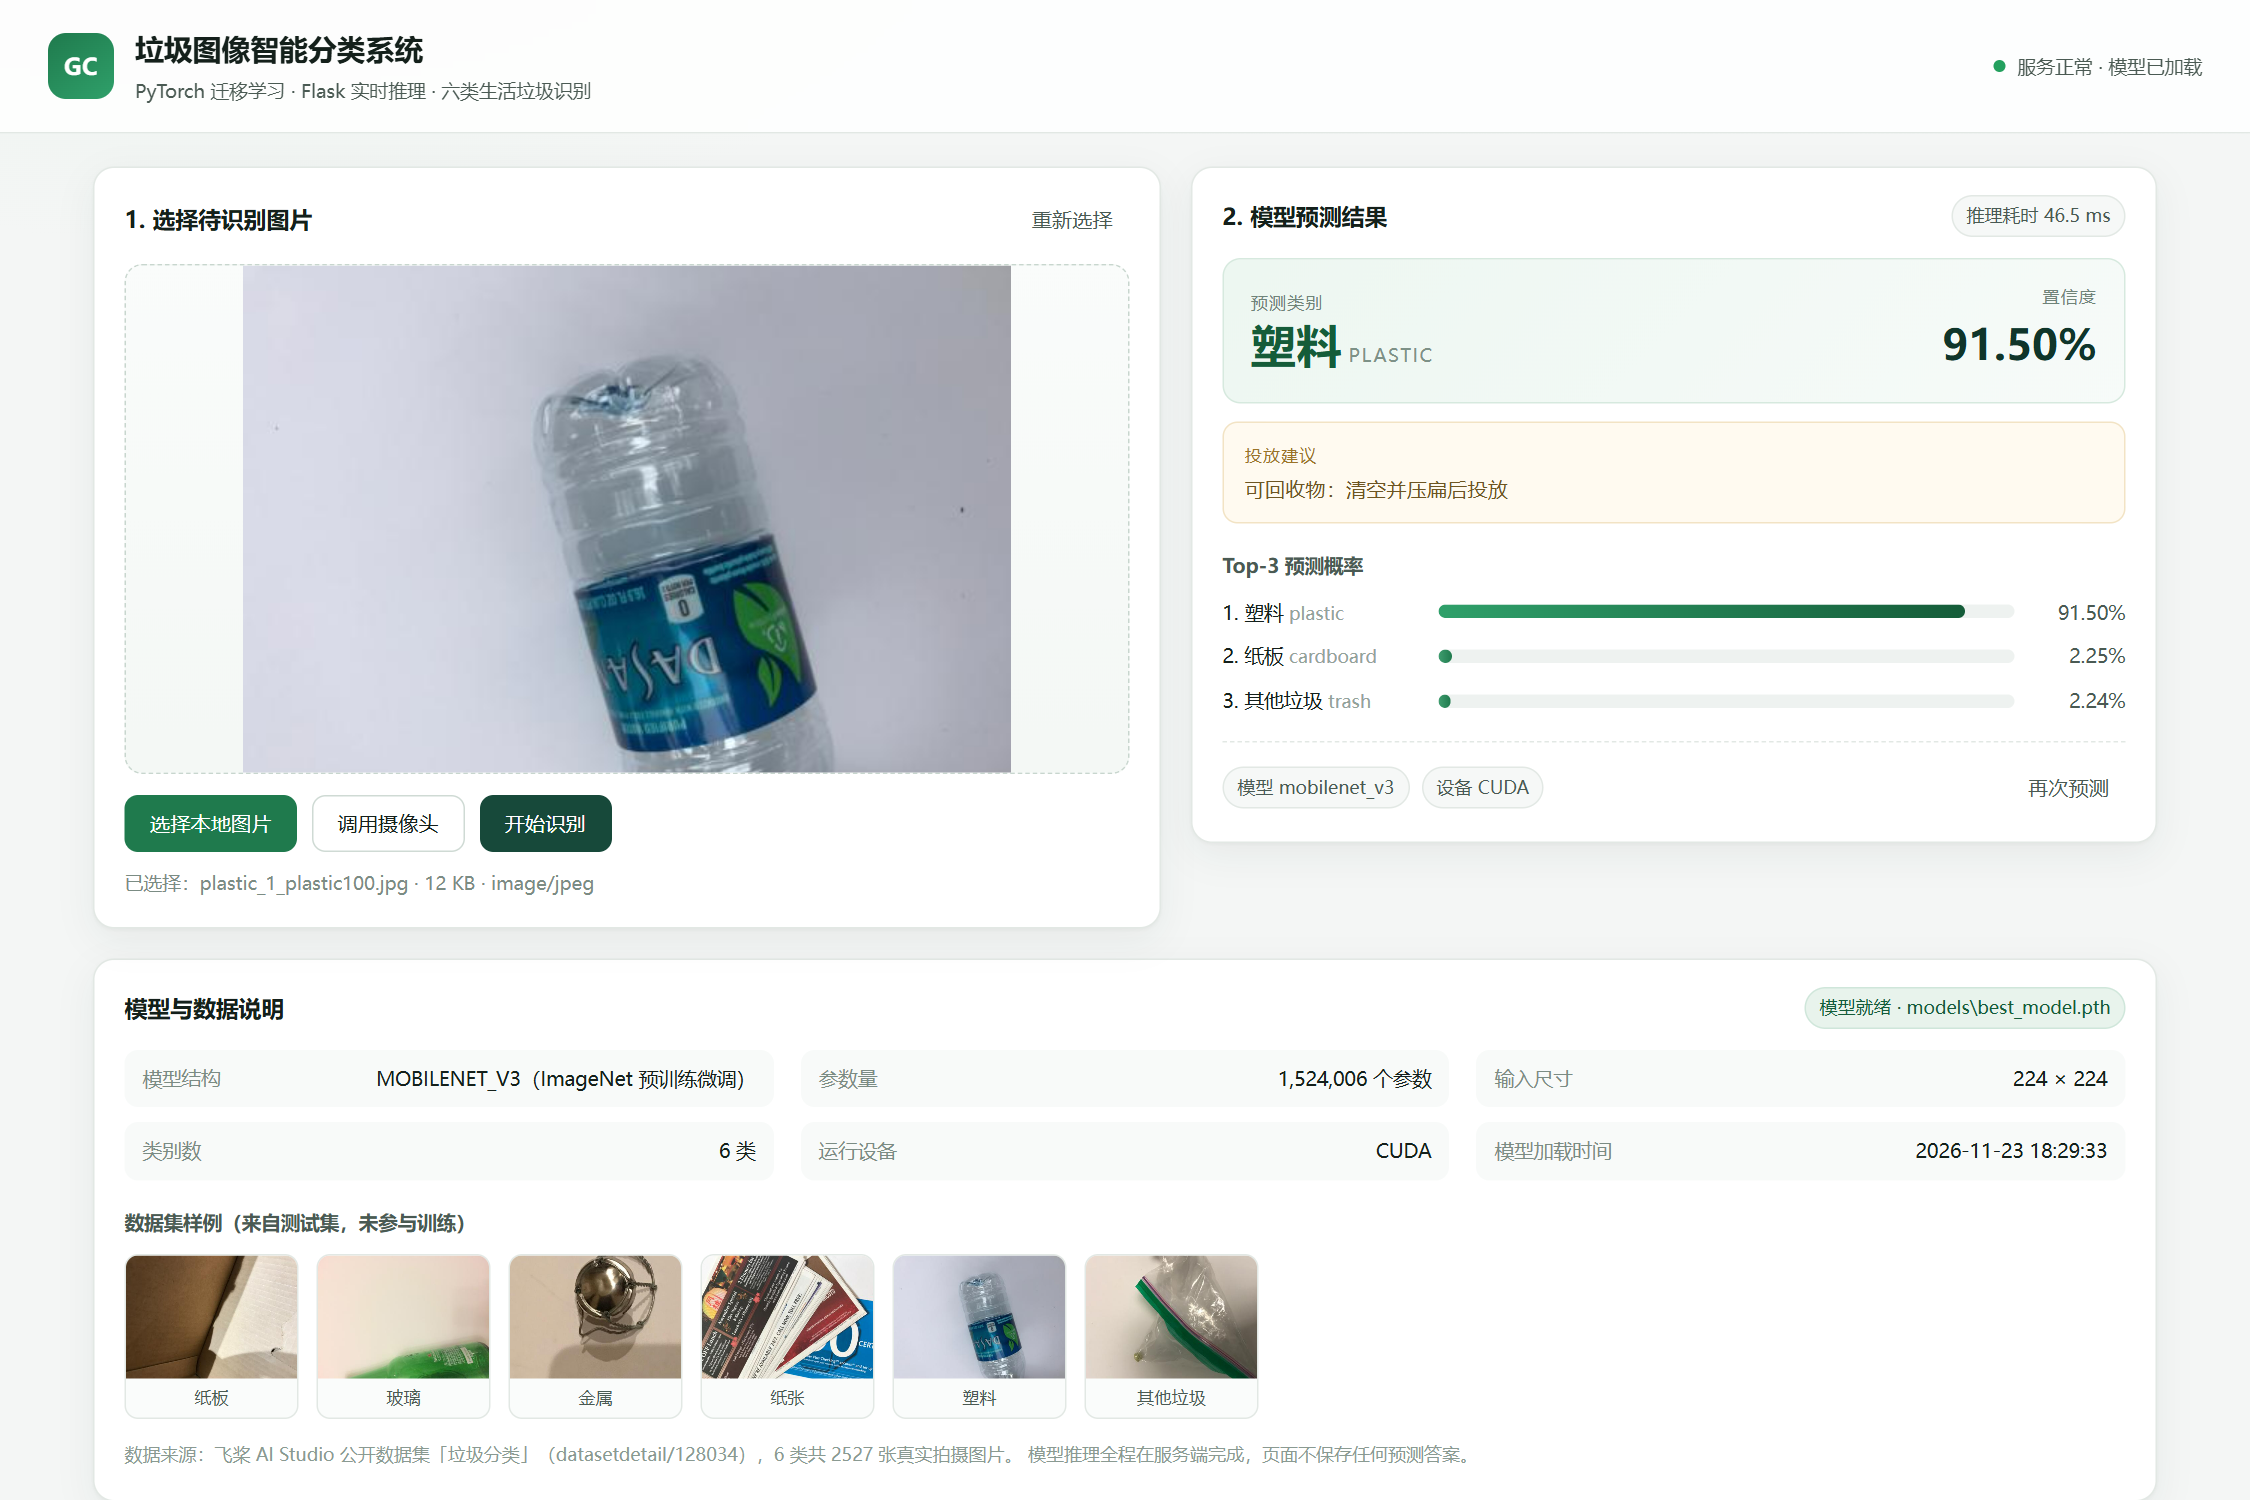 GC
垃圾图像智能分类系统
PyTorch 迁移学习 · Flask 实时推理 · 六类生活垃圾识别
服务正常 · 模型已加载
1. 选择待识别图片
重新选择
0
DASA
选择本地图片
调用摄像头
开始识别
已选择：plastic_1_plastic100.jpg · 12 KB · image/jpeg
2. 模型预测结果
推理耗时 46.5 ms
预测类别
塑料 PLASTIC
置信度
91.50%
投放建议
可回收物：清空并压扁后投放
Top-3 预测概率
1. 塑料 plastic 91.50%
2. 纸板 cardboard 2.25%
3. 其他垃圾 trash 2.24%
模型 mobilenet_v3
设备 CUDA
再次预测
模型与数据说明
模型就绪 · models\best_model.pth
模型结构 MOBILENET_V3（ImageNet 预训练微调）
参数量 1,524,006 个参数
输入尺寸 224 × 224
类别数 6 类
运行设备 CUDA
模型加载时间 2026-11-23 18:29:33
数据集样例（来自测试集，未参与训练）
纸板
玻璃
金属
纸张
塑料
其他垃圾
数据来源：飞桨 AI Studio 公开数据集「垃圾分类」（datasetdetail/128034），6 类共 2527 张真实拍摄图片。 模型推理全程在服务端完成，页面不保存任何预测答案。